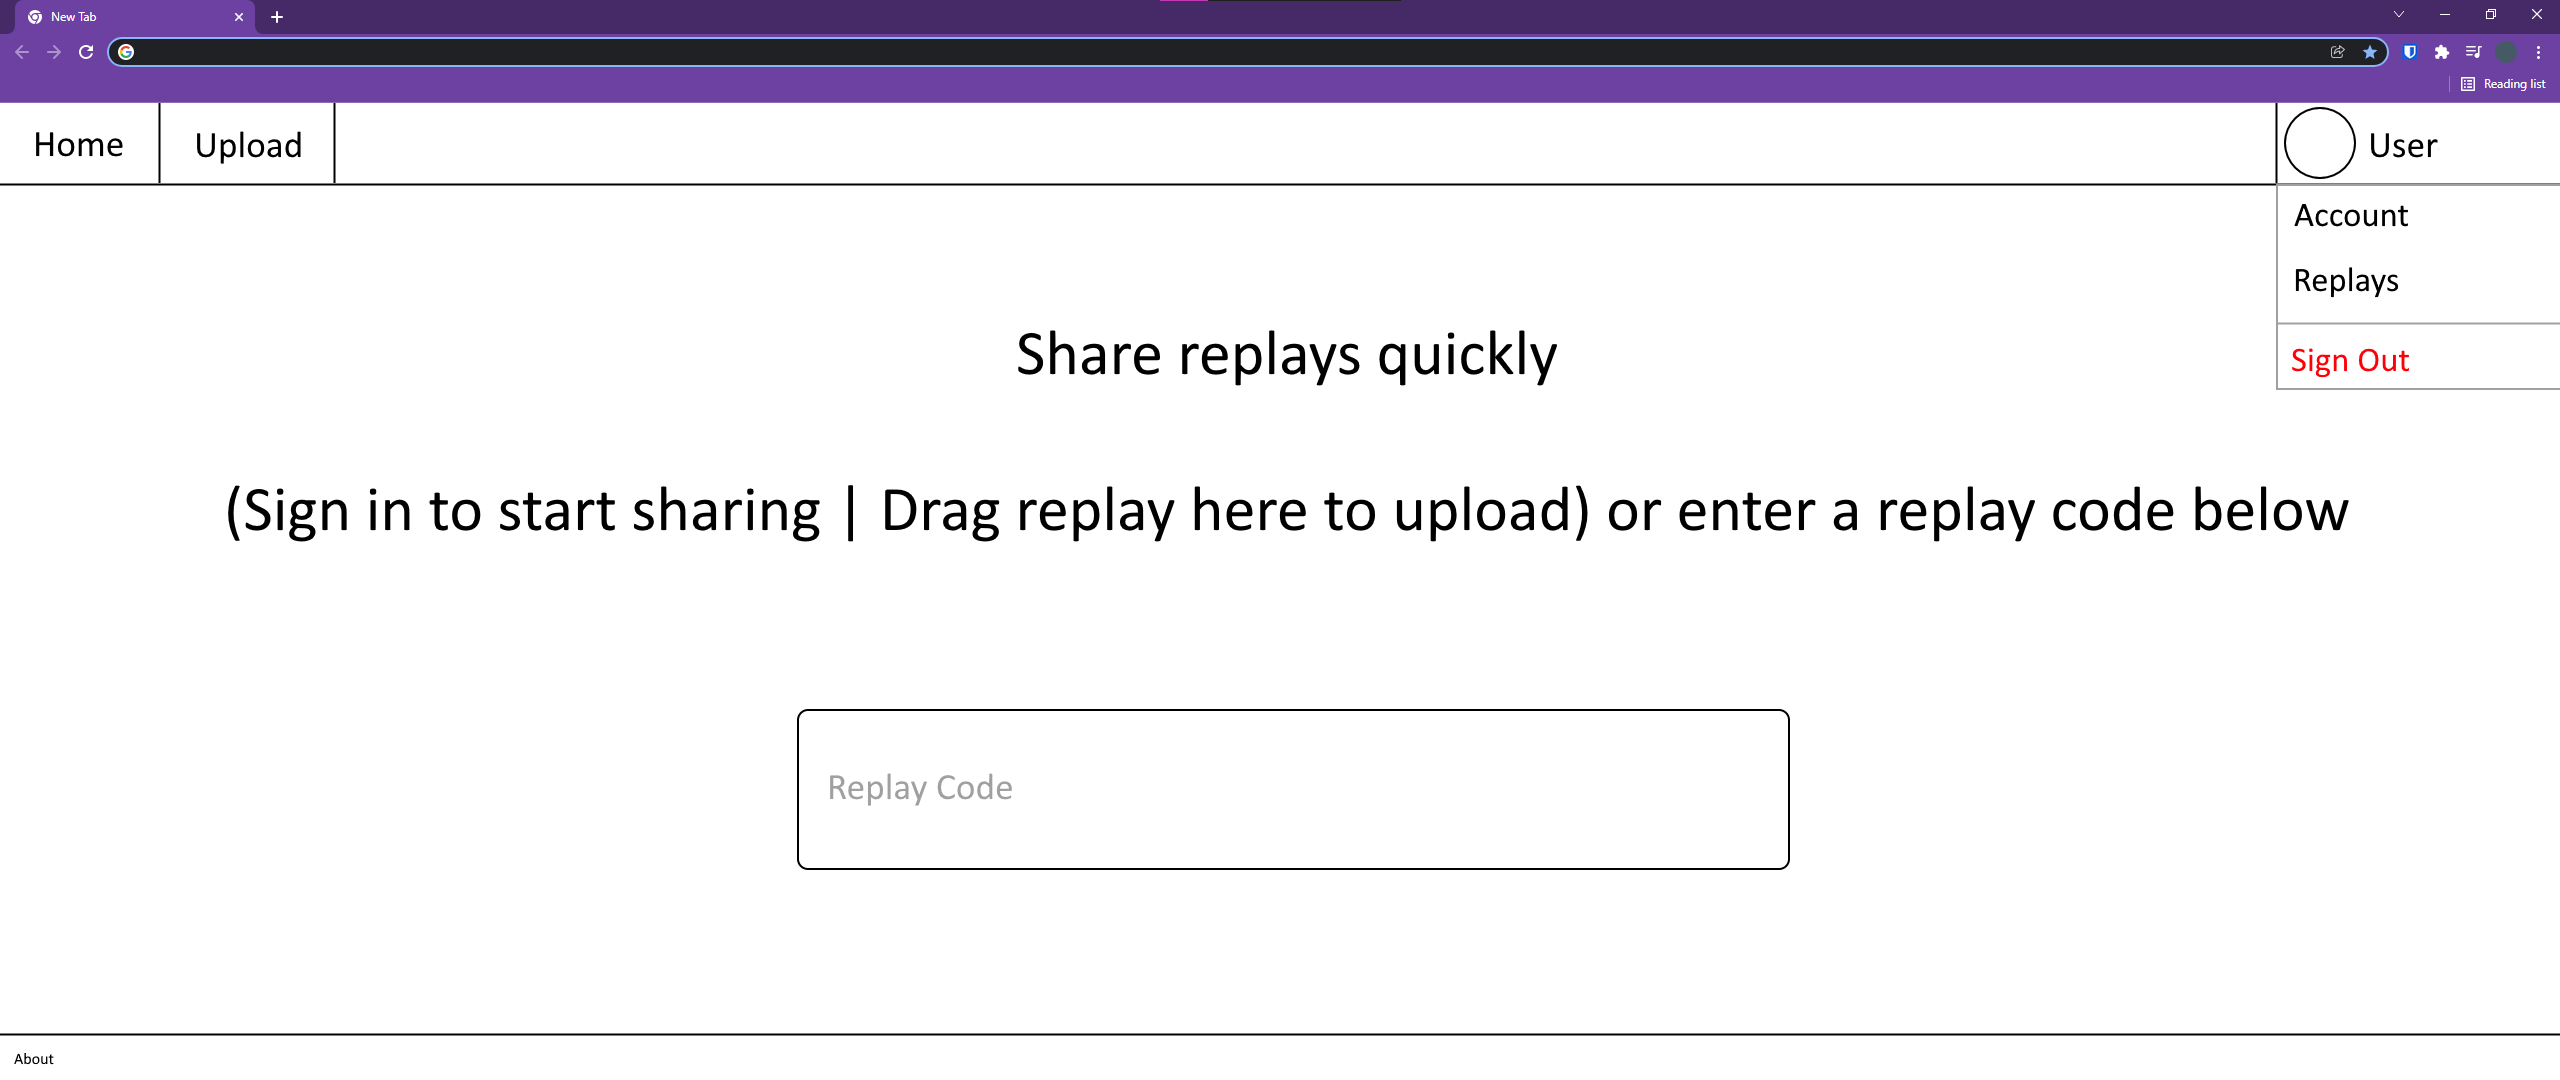 New Tab
Reading list
Home
Upload
User
Account
Replays
Sign Out
Share replays quickly
(Sign in to start sharing | Drag replay here to upload) or enter a replay code below
Replay Code
About